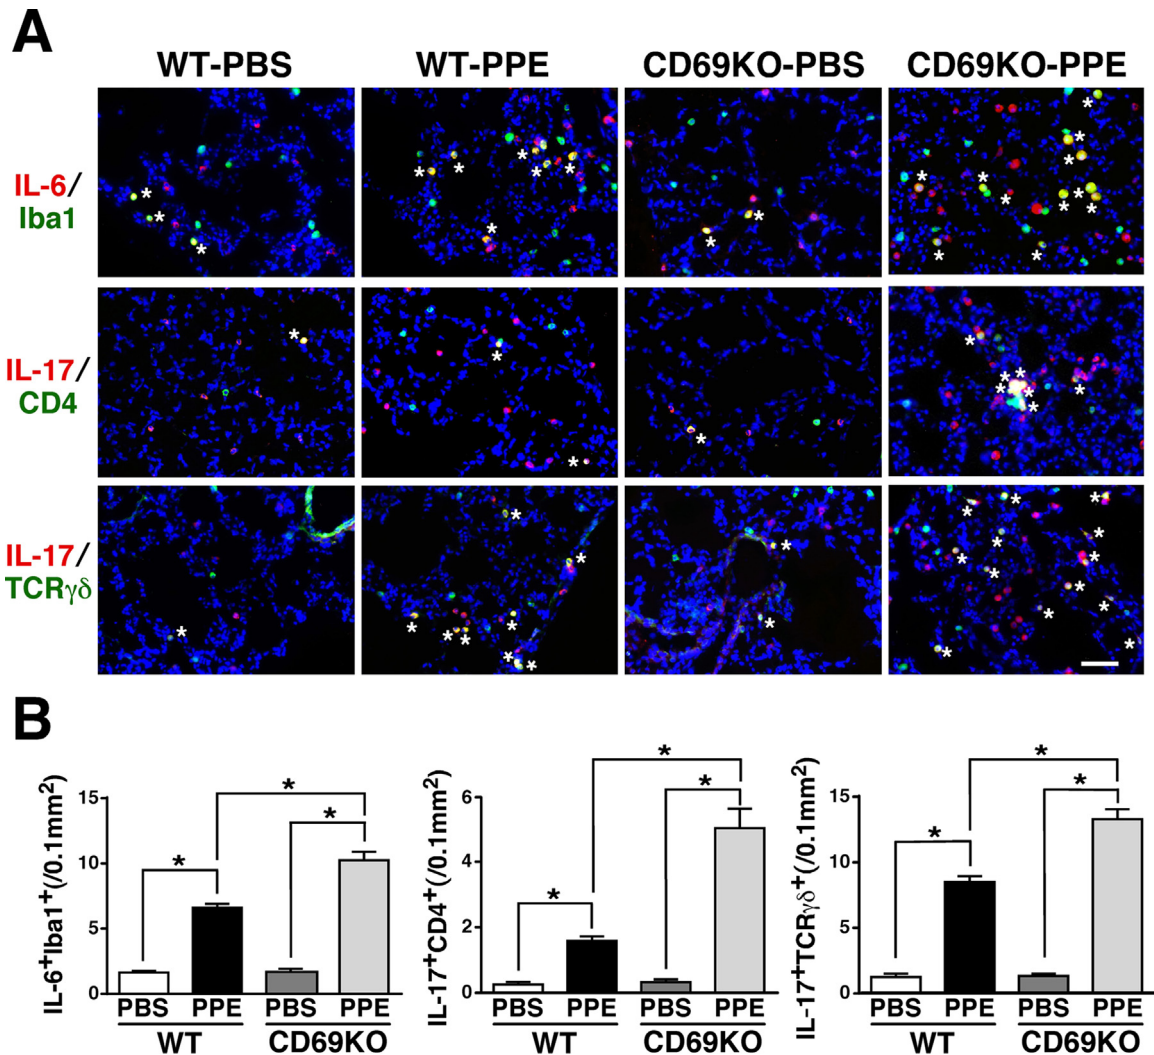 A
WT-PBS WT-PPE CD69KO-PBS CD69KO-PPE
IL-6/
Iba1
IL-17/
CD4
IL-17/
TCRγδ
B
IL-6⁺Iba1⁺(/0.1mm²)
15
10
5
0
* * *
PBS PPE PBS PPE
WT CD69KO
IL-17⁺CD4⁺(/0.1mm²)
6
4
2
0
* * *
PBS PPE PBS PPE
WT CD69KO
IL-17⁺TCRγδ⁺(/0.1mm²)
15
10
5
0
* * *
PBS PPE PBS PPE
WT CD69KO